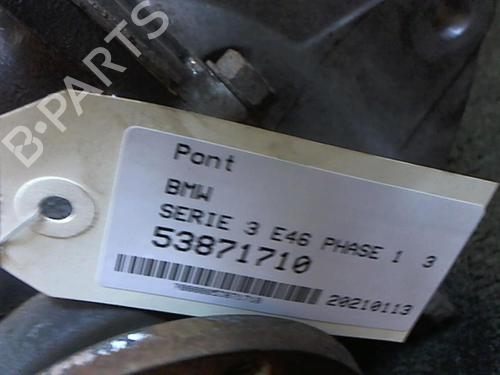 B-PARTS
Pont
BMW
SERIE 3 E46 PHASE 1 3
53871710
20210113